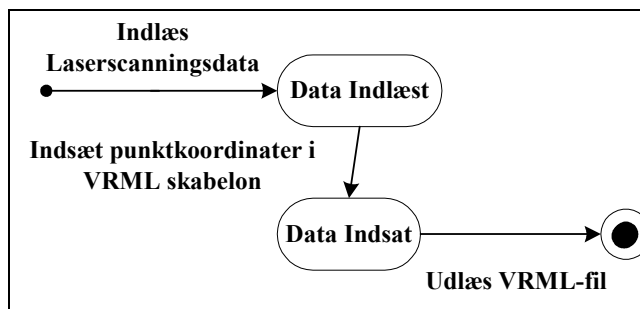 Indlæs
Laserscanningsdata
Data Indlæst
Indsæt punktkoordinater i
VRML skabelon
Data Indsat
Udlæs VRML-fil